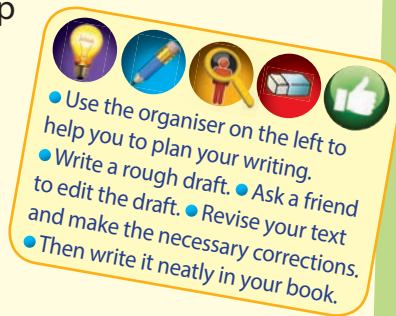 p
● Use the organiser on the left to
help you to plan your writing.
● Write a rough draft. ● Ask a friend
to edit the draft. ● Revise your text
and make the necessary corrections.
● Then write it neatly in your book.